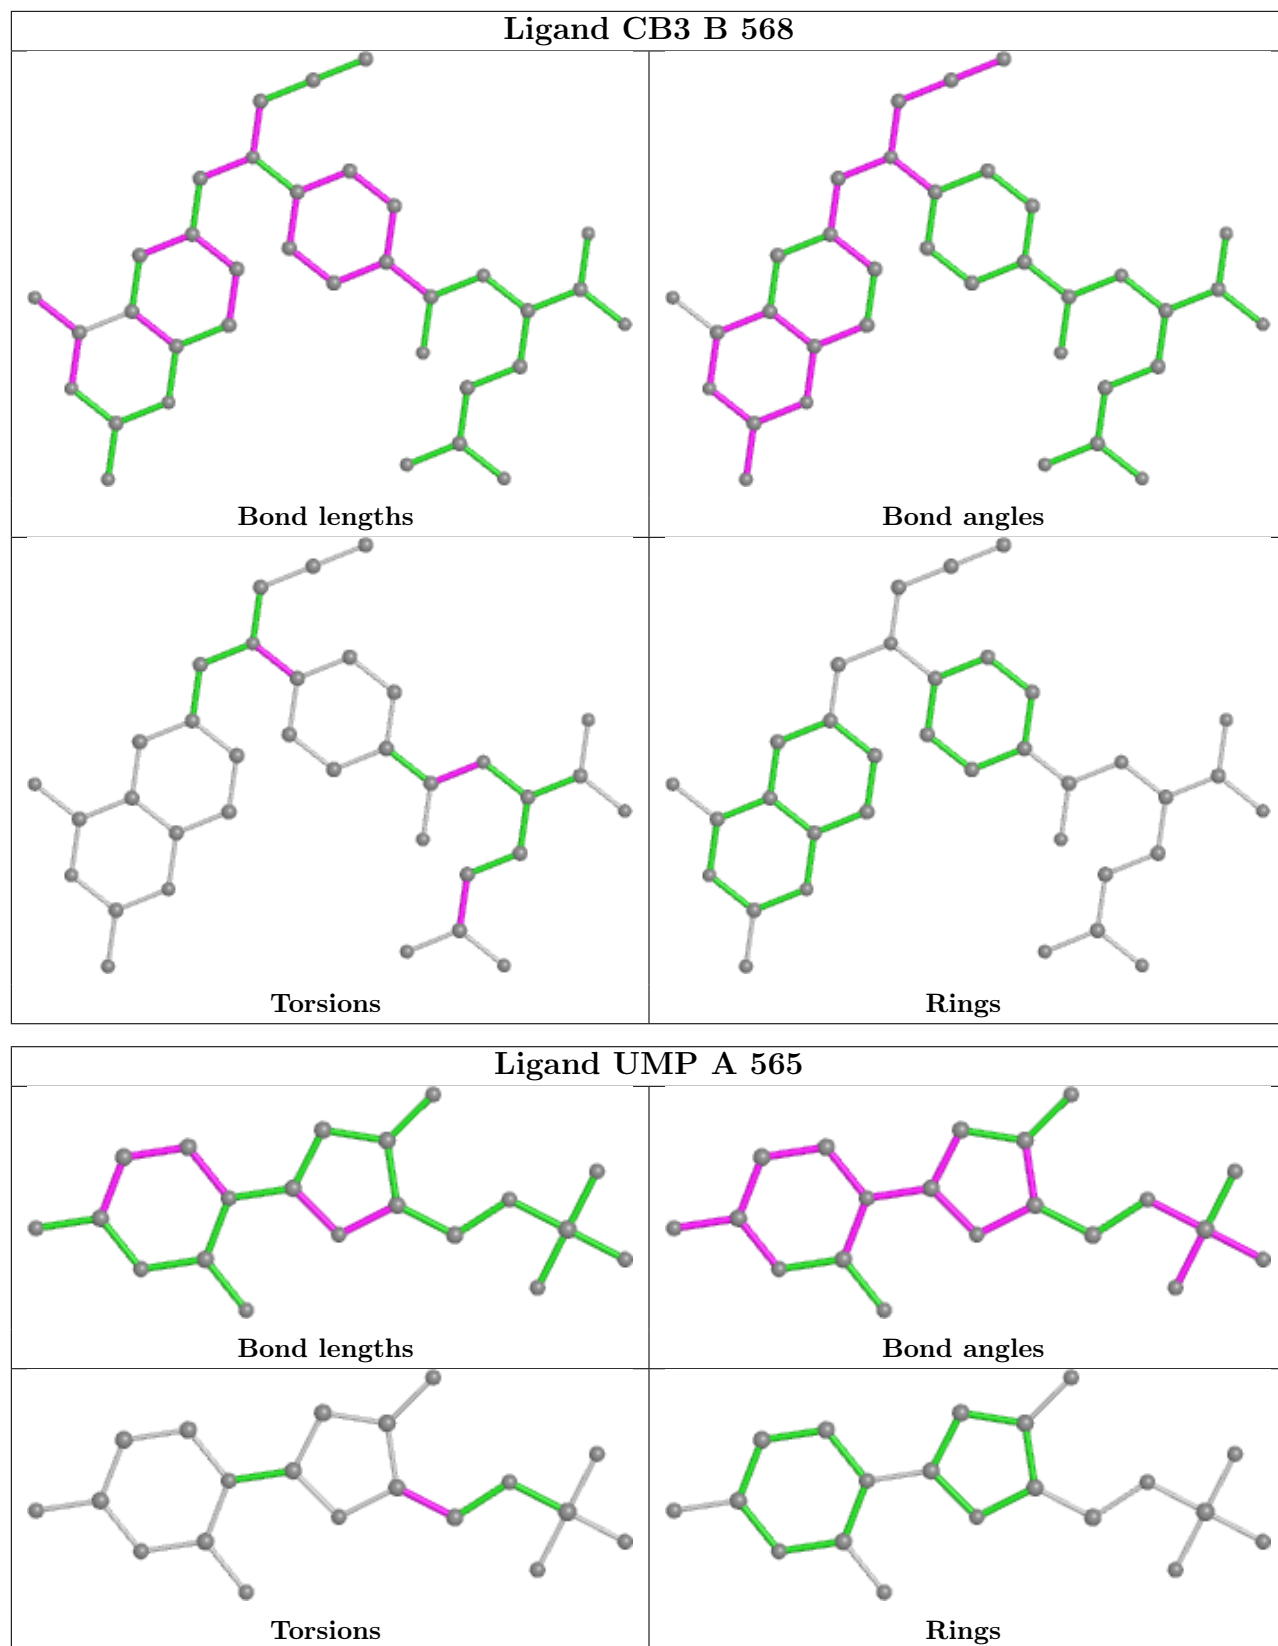 Ligand CB3 B 568
Bond lengths
Bond angles
Torsions
Rings
Ligand UMP A 565
Bond lengths
Bond angles
Torsions
Rings